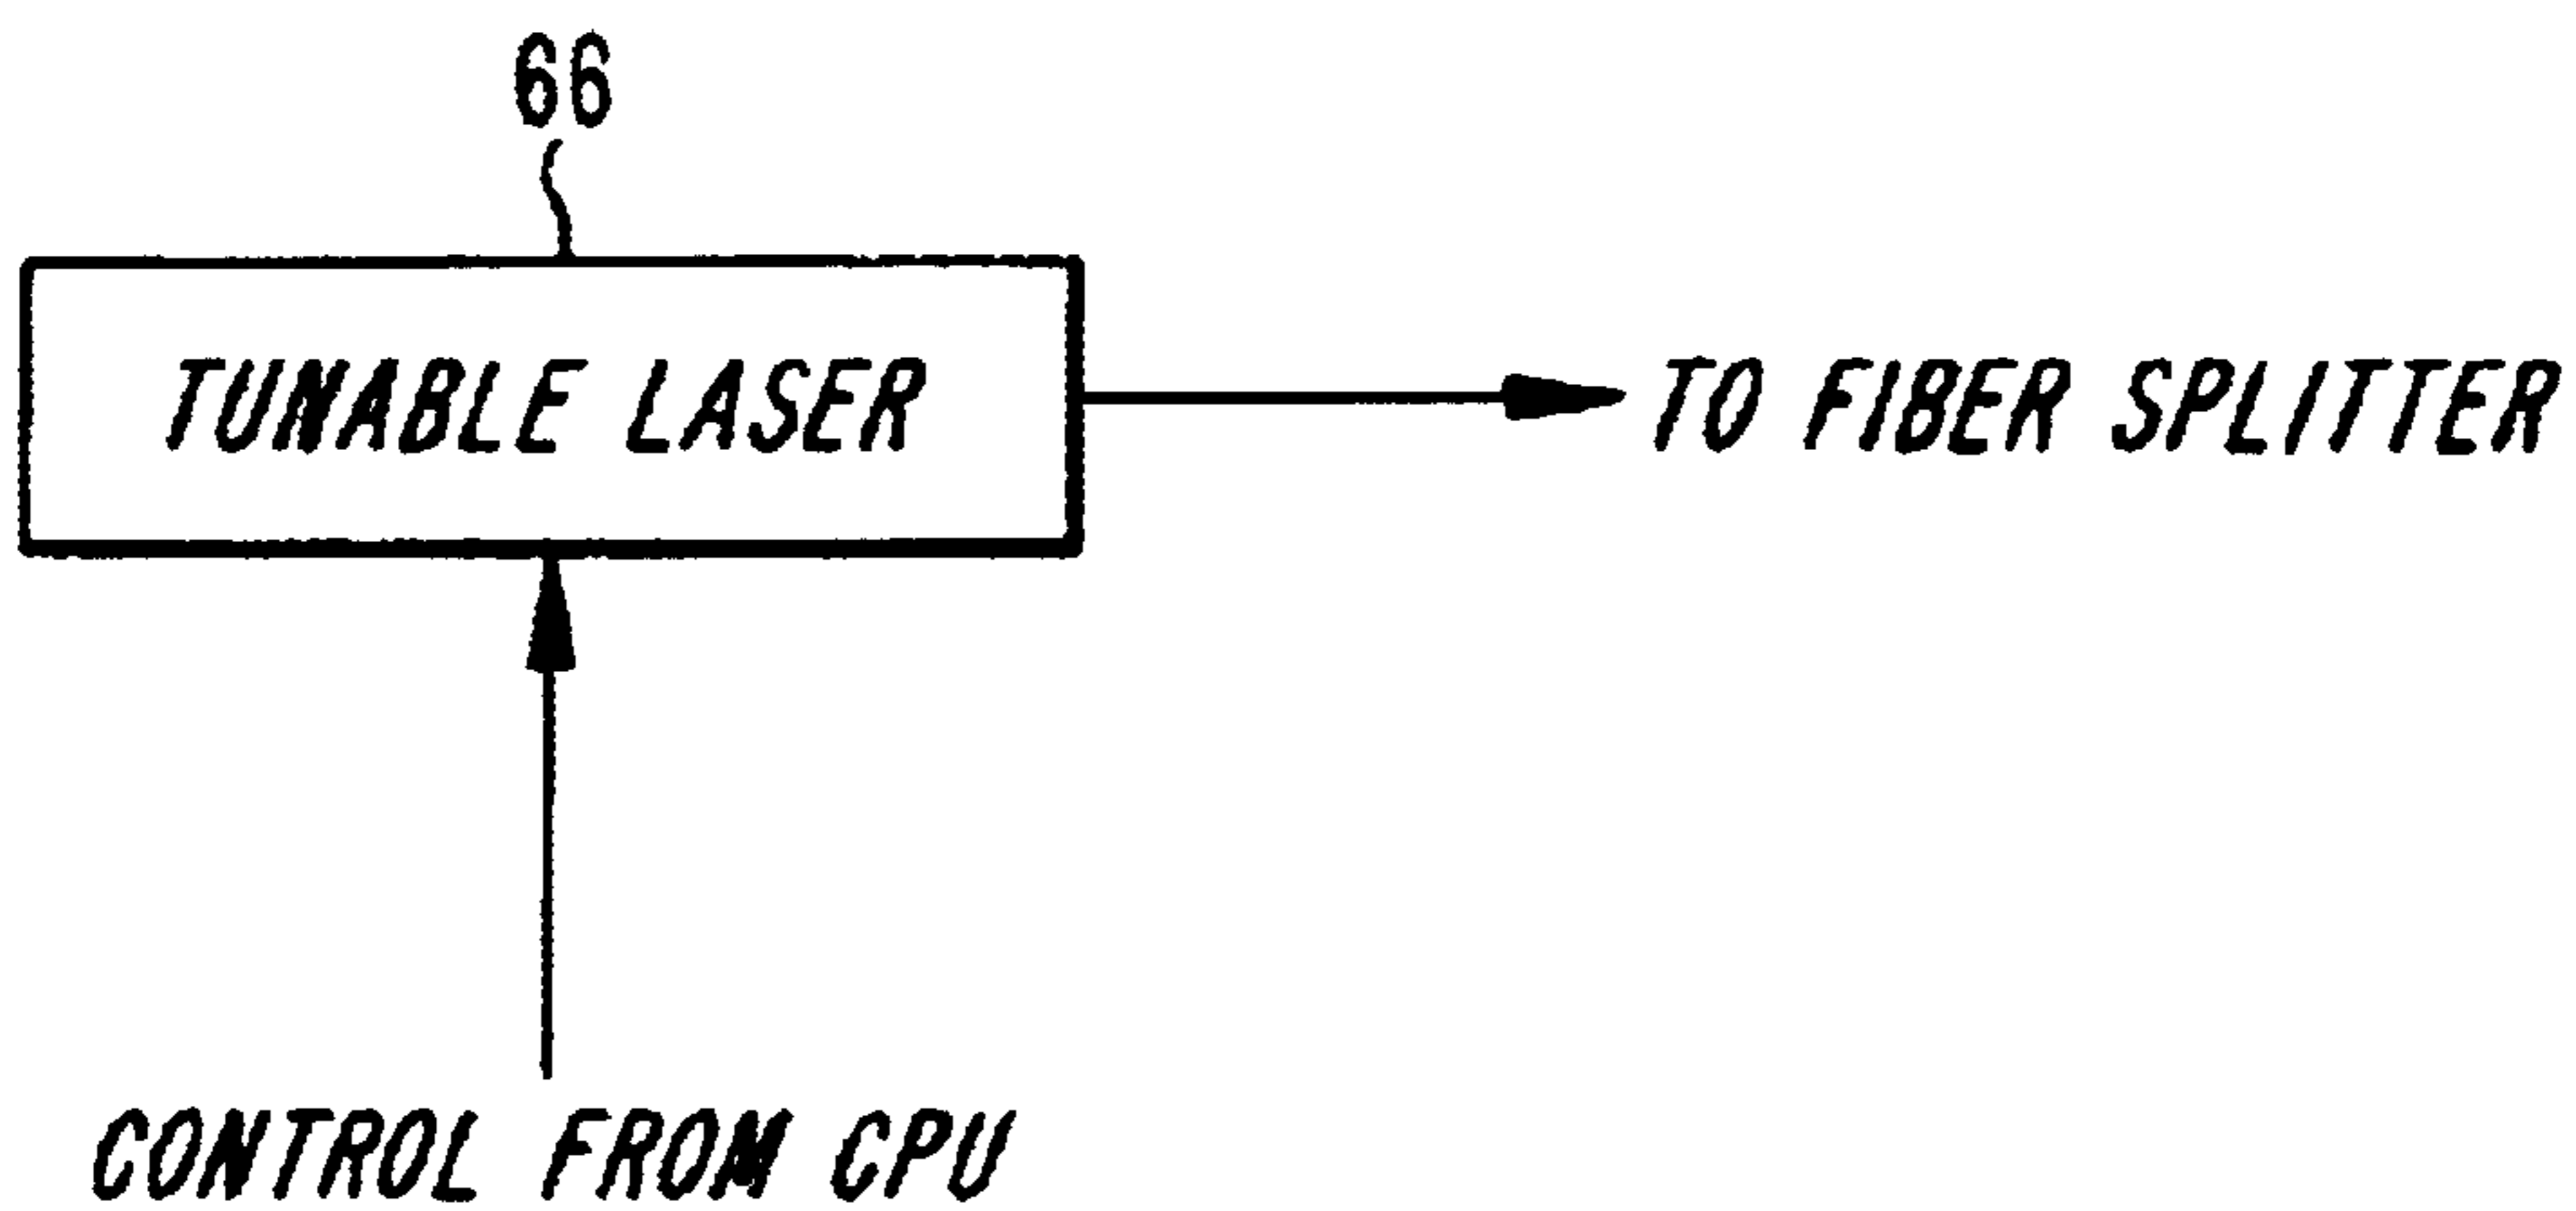 66
TUNABLE LASER
TO FIBER SPLITTER
CONTROL FROM CPU